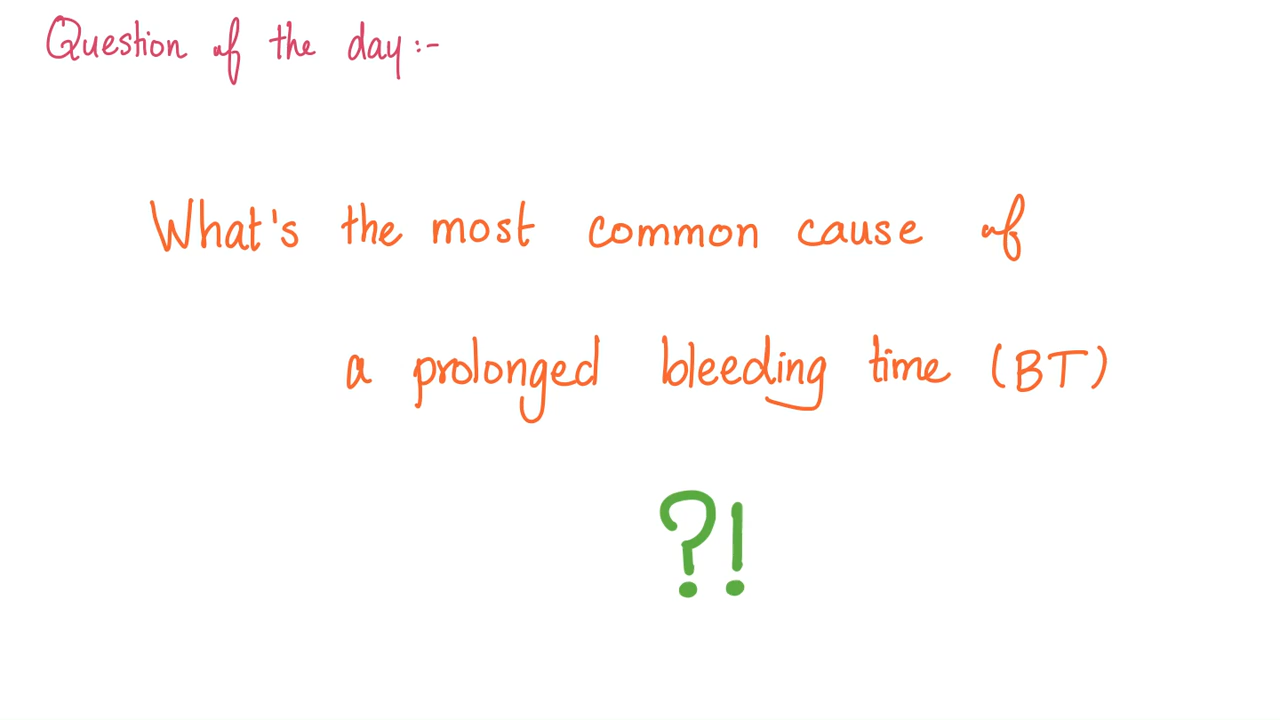 Question of the day :-
What's the most common cause of
a prolonged bleeding time (BT)
?!